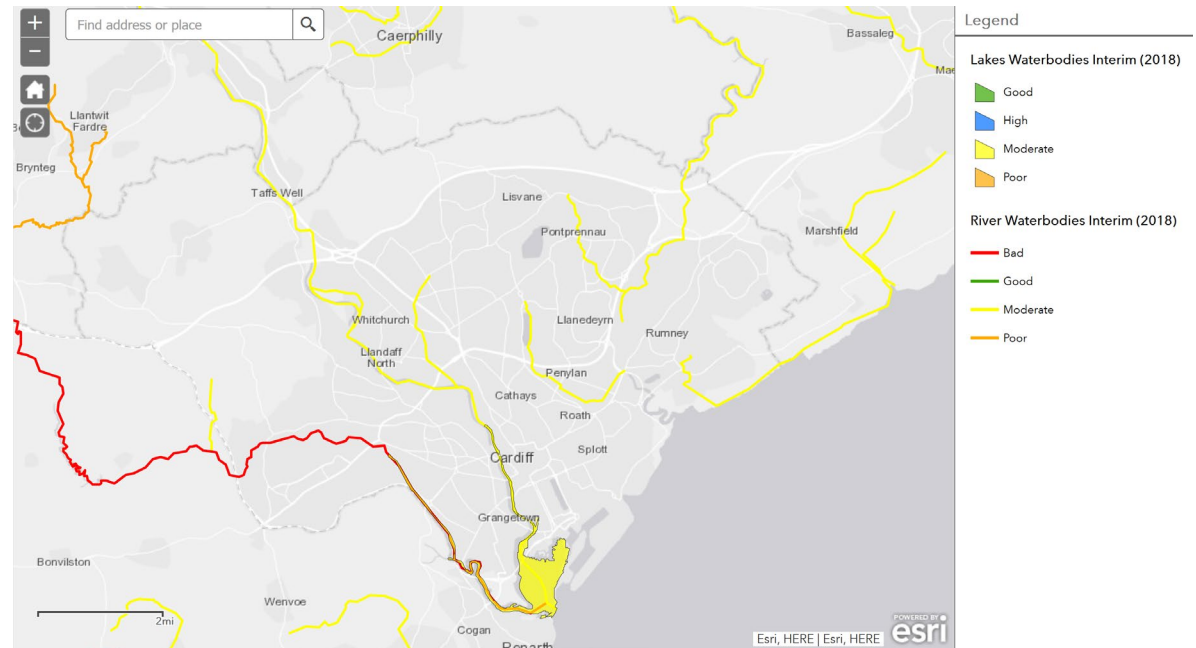 +
Find address or place
−
Caerphilly
Bassaleg
Llantwit
Fardre
Brynteg
Taffs Well
Lisvane
Pontprennau
Marshfield
Whitchurch
Llanedeyrn
Rumney
Llandaff
North
Penylan
Cathays
Roath
Cardiff
Splott
Grangetown
Bonvilston
Wenvoe
2mi
Cogan
Esri, HERE | Esri, HERE
POWERED BY
esri
Legend
Lakes Waterbodies Interim (2018)
Good
High
Moderate
Poor
River Waterbodies Interim (2018)
Bad
Good
Moderate
Poor